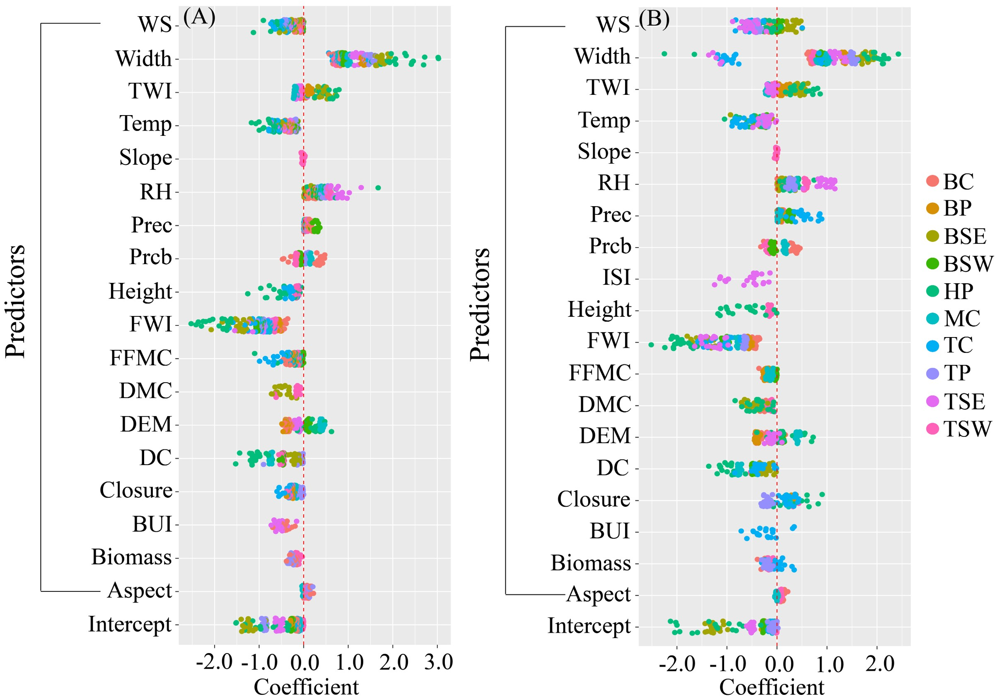 (A)
Predictors
WS
Width
TWI
Temp
Slope
RH
Prec
Prcb
Height
FWI
FFMC
DMC
DEM
DC
Closure
BUI
Biomass
Aspect
Intercept
-2.0 -1.0 0.0 1.0 2.0 3.0
Coefficient
(B)
Predictors
WS
Width
TWI
Temp
Slope
RH
Prec
Prcb
ISI
Height
FWI
FFMC
DMC
DEM
DC
Closure
BUI
Biomass
Aspect
Intercept
-2.0 -1.0 0.0 1.0 2.0
Coefficient
BC
BP
BSE
BSW
HP
MC
TC
TP
TSE
TSW